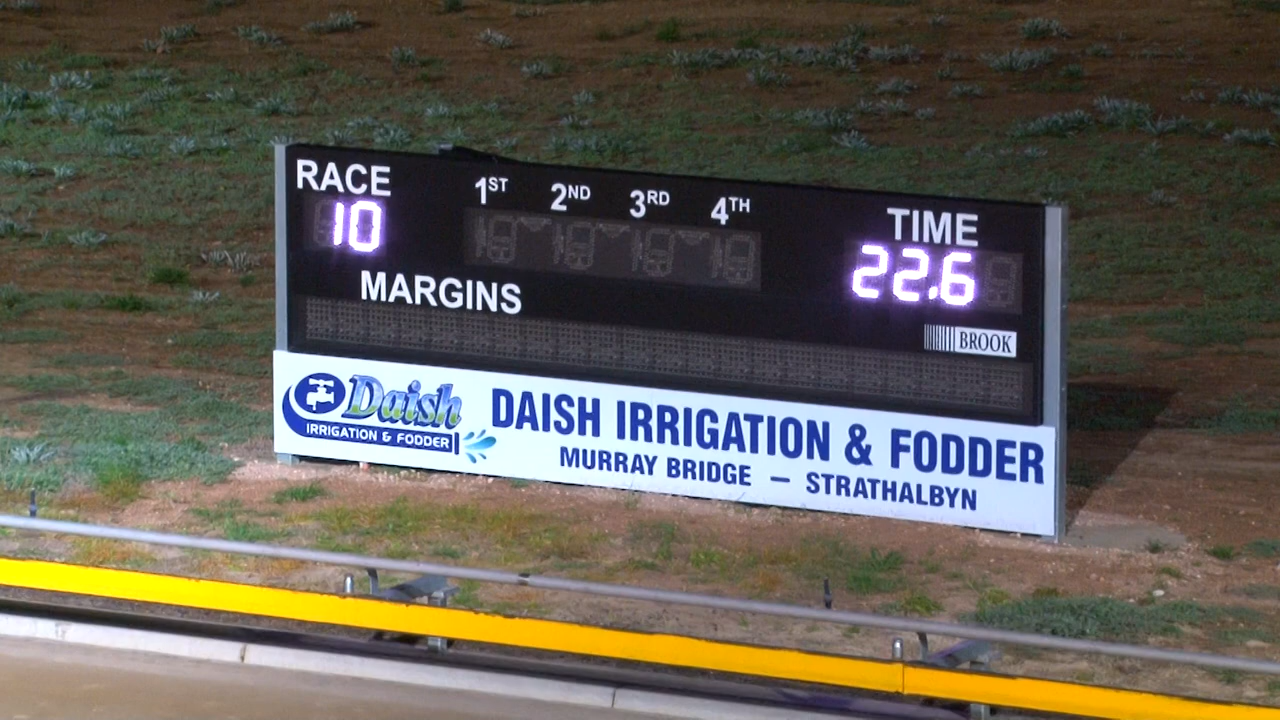 RACE 1ST 2ND 3RD 4TH TIME
10 22.6
MARGINS
BROOK
Daish
IRRIGATION & FODDER
DAISH IRRIGATION & FODDER
MURRAY BRIDGE – STRATHALBYN